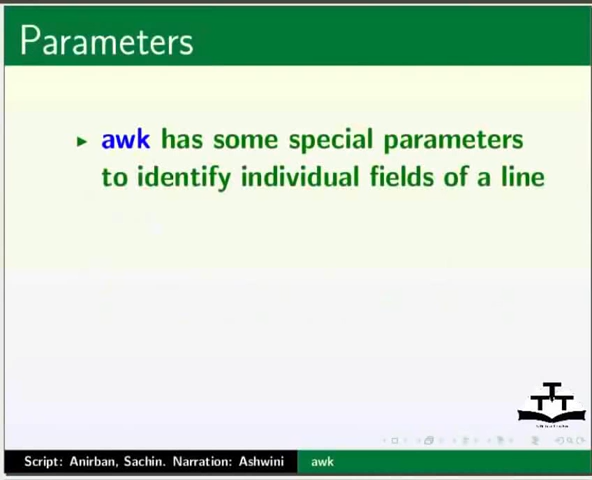 Parameters
awk has some special parameters
to identify individual fields of a line
Script: Anirban, Sachin. Narration: Ashwini awk